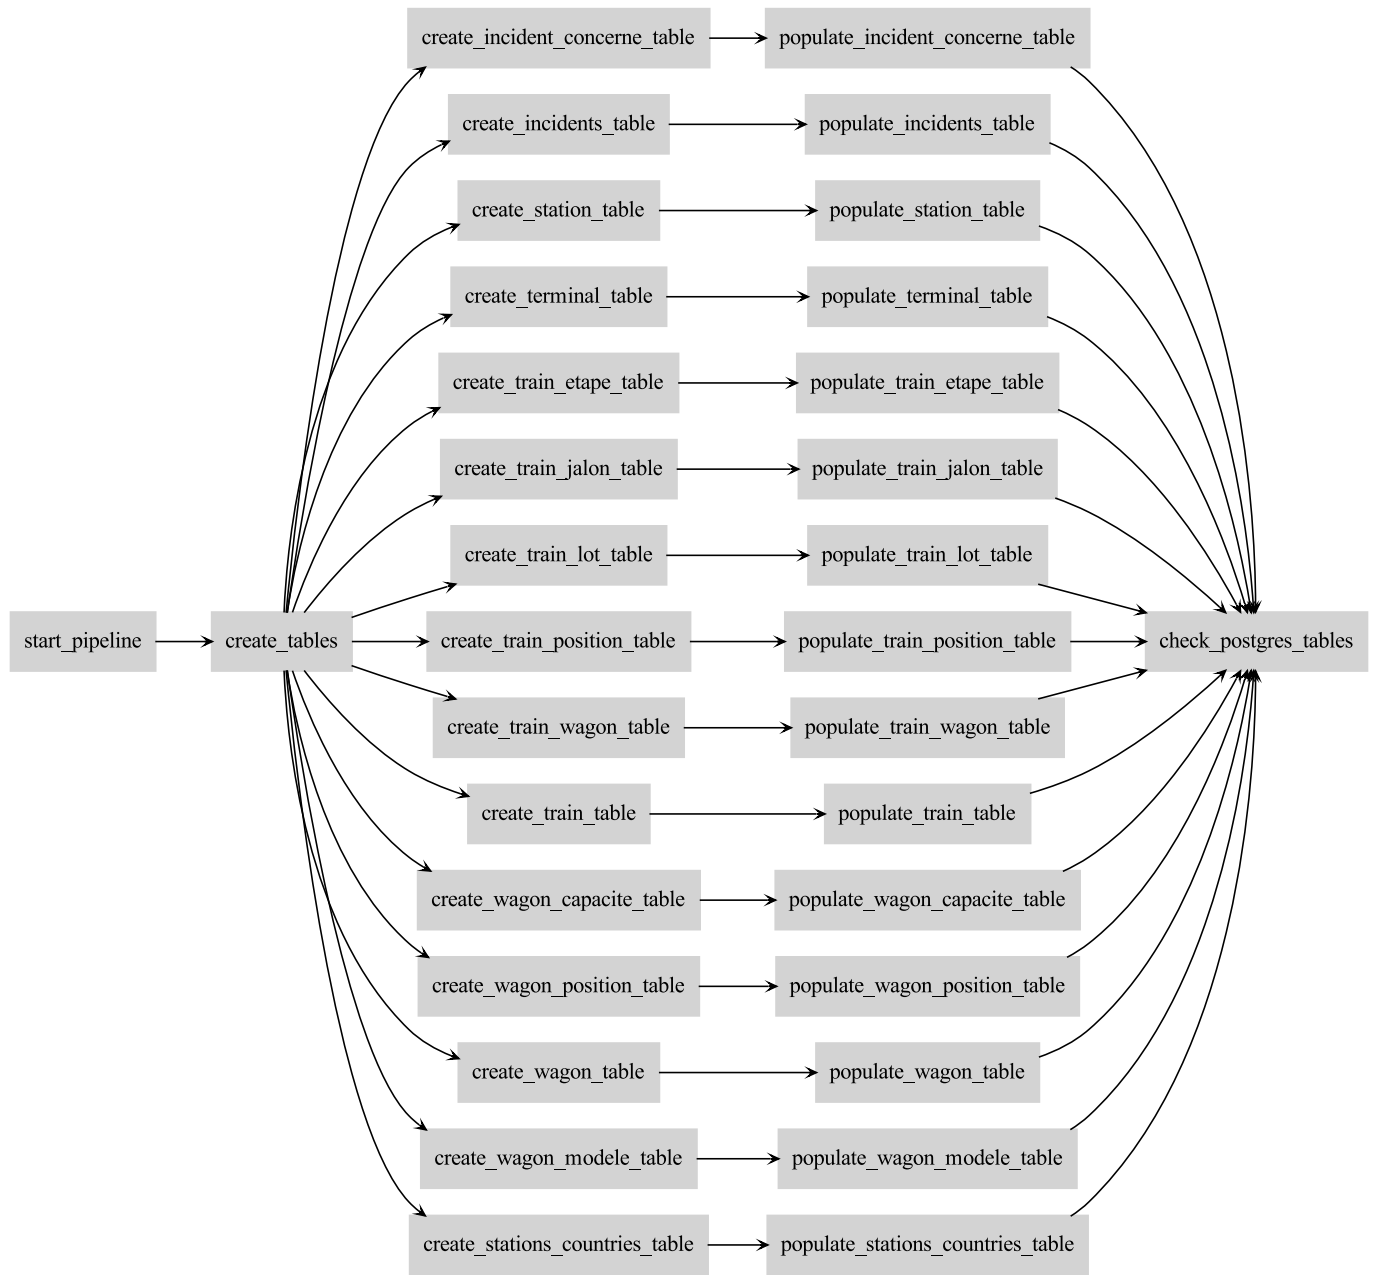 create_incident_concerne_table populate_incident_concerne_table
create_incidents_table populate_incidents_table
create_station_table populate_station_table
create_terminal_table populate_terminal_table
create_train_etape_table populate_train_etape_table
create_train_jalon_table populate_train_jalon_table
create_train_lot_table populate_train_lot_table
start_pipeline create_tables create_train_position_table populate_train_position_table check_postgres_tables
create_train_wagon_table populate_train_wagon_table
create_train_table populate_train_table
create_wagon_capacite_table populate_wagon_capacite_table
create_wagon_position_table populate_wagon_position_table
create_wagon_table populate_wagon_table
create_wagon_modele_table populate_wagon_modele_table
create_stations_countries_table populate_stations_countries_table